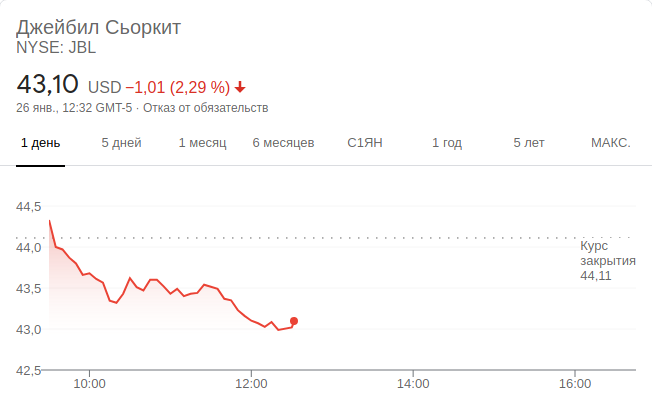 Джейбил Сьоркит
NYSE: JBL
43,10 USD −1,01 (2,29 %)
26 янв., 12:32 GMT-5 · Отказ от обязательств
1 день 5 дней 1 месяц 6 месяцев С1ЯН 1 год 5 лет МАКС.
44,5
44,0
Курс
закрытия
44,11
43,5
43,0
42,5
10:00 12:00 14:00 16:00